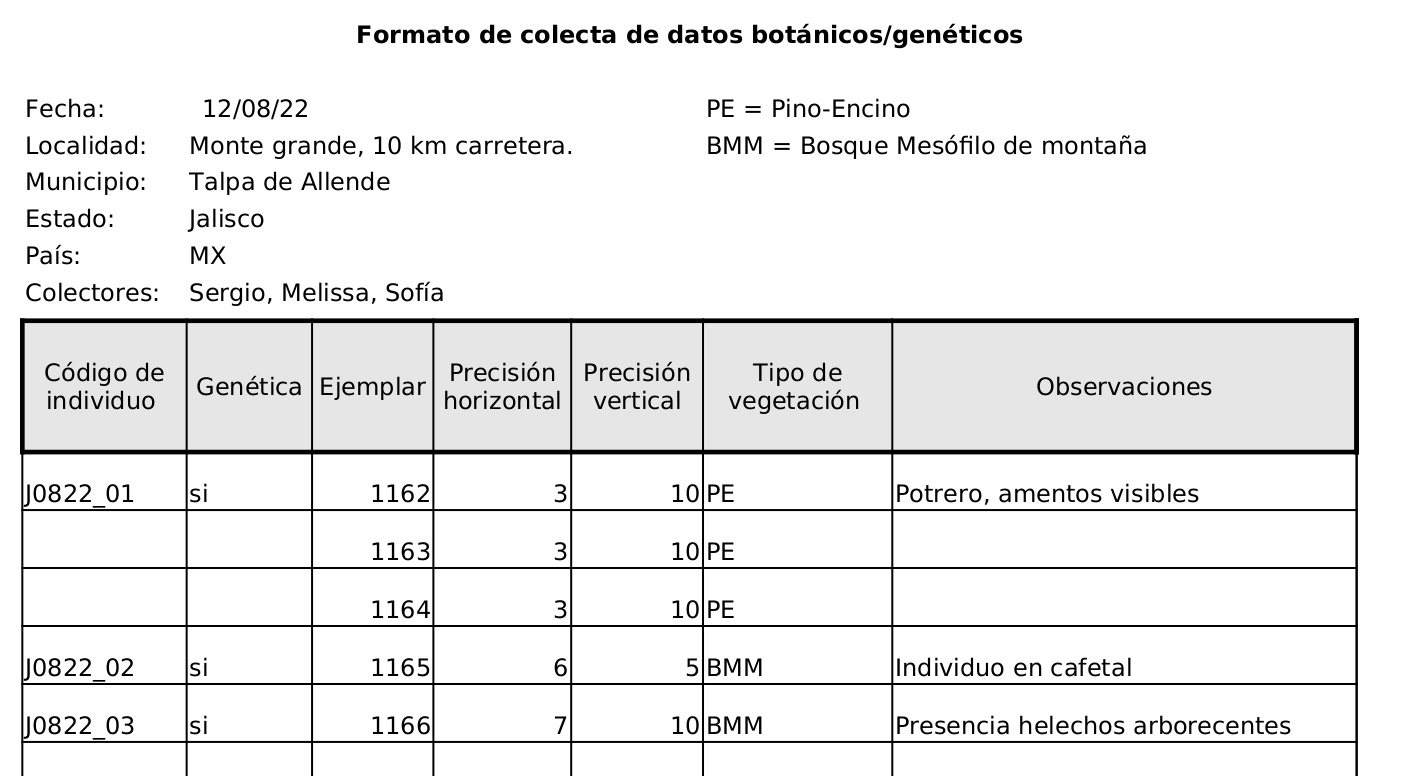 Formato de colecta de datos botánicos/genéticos
Fecha: 12/08/22 PE = Pino-Encino
Localidad: Monte grande, 10 km carretera. BMM = Bosque Mesófilo de montaña
Municipio: Talpa de Allende
Estado: Jalisco
País: MX
Colectores: Sergio, Melissa, Sofía
Código de individuo Genética Ejemplar Precisión horizontal Precisión vertical Tipo de vegetación Observaciones
J0822_01 si 1162 3 10 PE Potrero, amentos visibles
1163 3 10 PE
1164 3 10 PE
J0822_02 si 1165 6 5 BMM Individuo en cafetal
J0822_03 si 1166 7 10 BMM Presencia helechos arborecentes